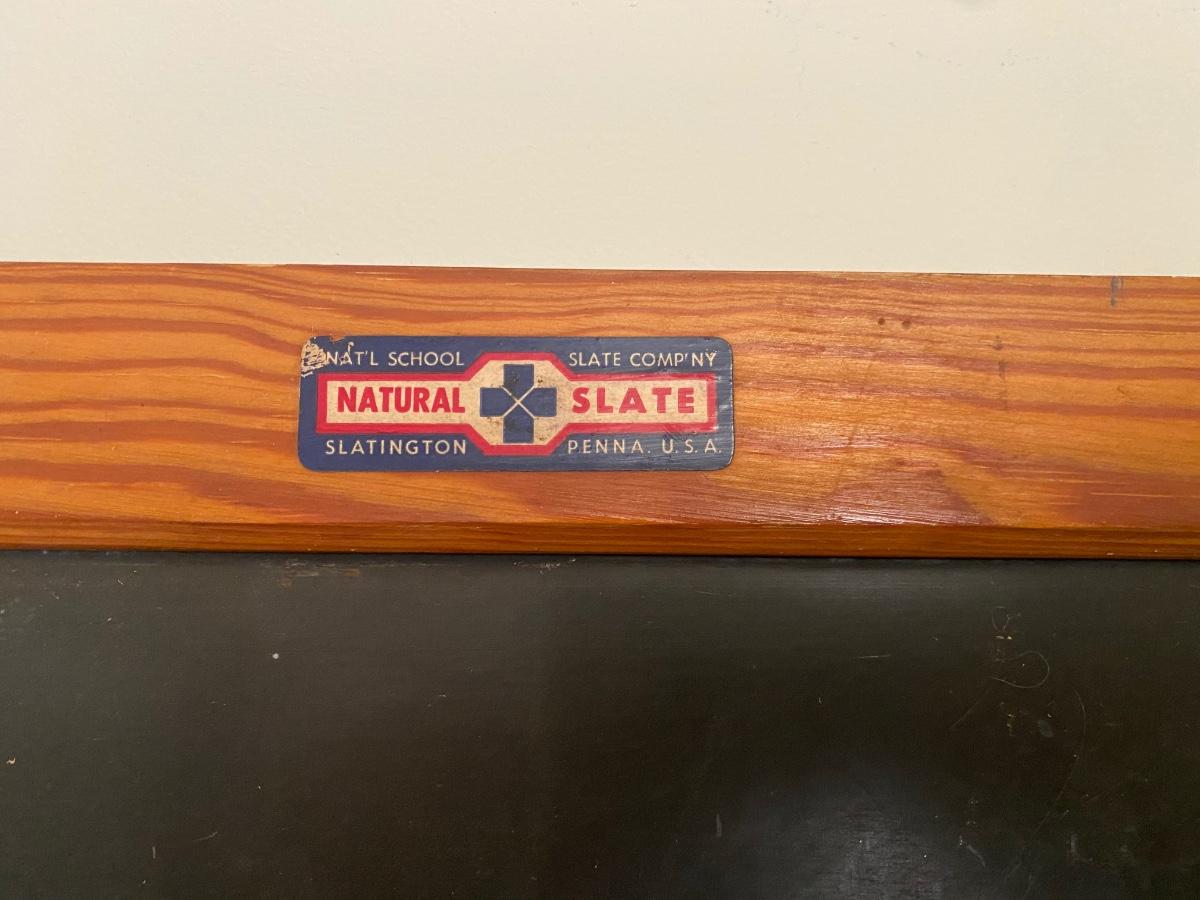 NAT'L SCHOOL SLATE COMP'NY
NATURAL SLATE
SLATINGTON PENNA. U.S.A.